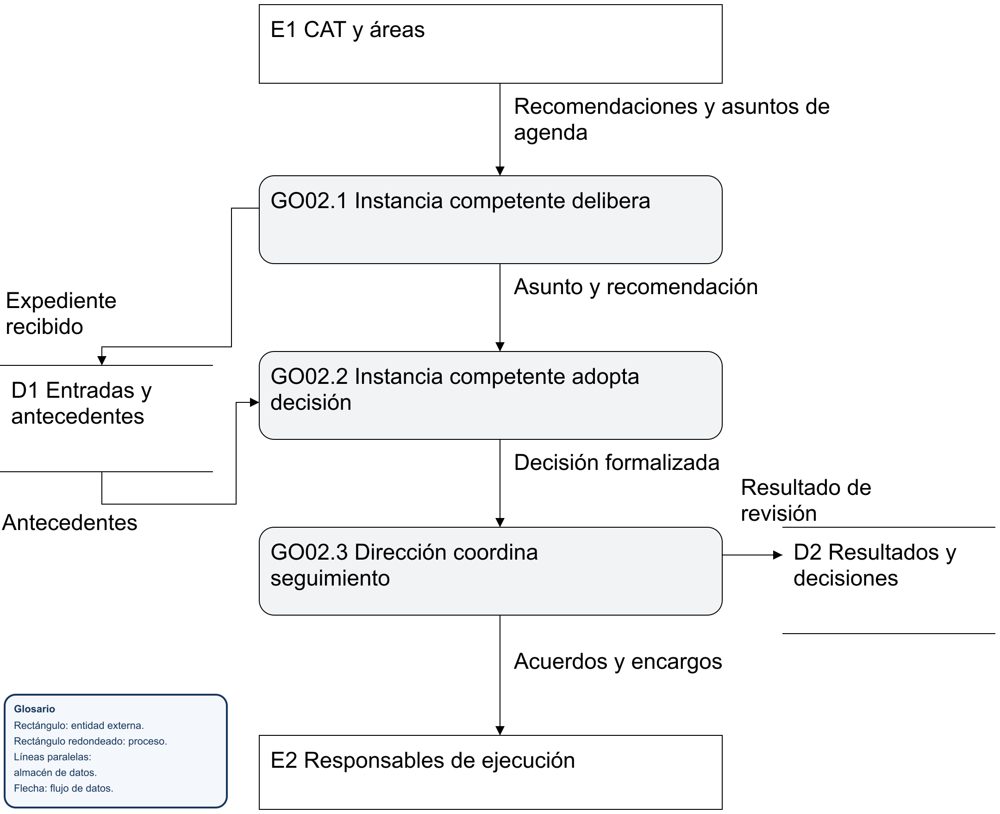 E1 CAT y áreas
Recomendaciones y asuntos de
agenda
GO02.1 Instancia competente delibera
Asunto y recomendación
Expediente
recibido
D1 Entradas y
antecedentes
GO02.2 Instancia competente adopta
decisión
Decisión formalizada
Antecedentes
Resultado de
revisión
GO02.3 Dirección coordina
seguimiento
D2 Resultados y
decisiones
Acuerdos y encargos
Glosario
Rectángulo: entidad externa.
Rectángulo redondeado: proceso.
Líneas paralelas:
almacén de datos.
Flecha: flujo de datos.
E2 Responsables de ejecución